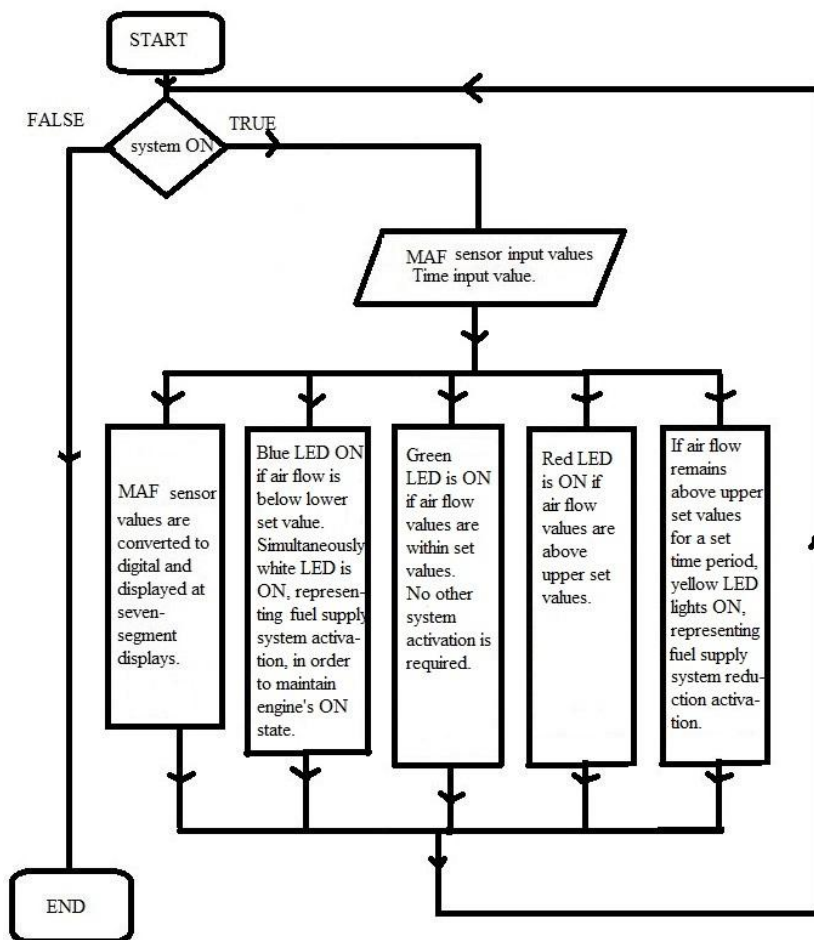 START
FALSE
TRUE
system ON
MAF sensor input values
Time input value.
MAF sensor
values are
converted to
digital and
displayed at
seven-
segment
displays.
Blue LED ON
if air flow is
below lower
set value.
Simultaneously
white LED is
ON, represen-
ting fuel supply
system activa-
tion, in order
to maintain
engine's ON
state.
Green
LED is ON
if air flow
values are
within set
values.
No other
system
activation is
required.
Red LED
is ON if
air flow
values are
above
upper set
values.
If air flow
remains
above upper
set values
for a set
time period,
yellow LED
lights ON,
representing
fuel supply
system redu-
ction activa-
tion.
END